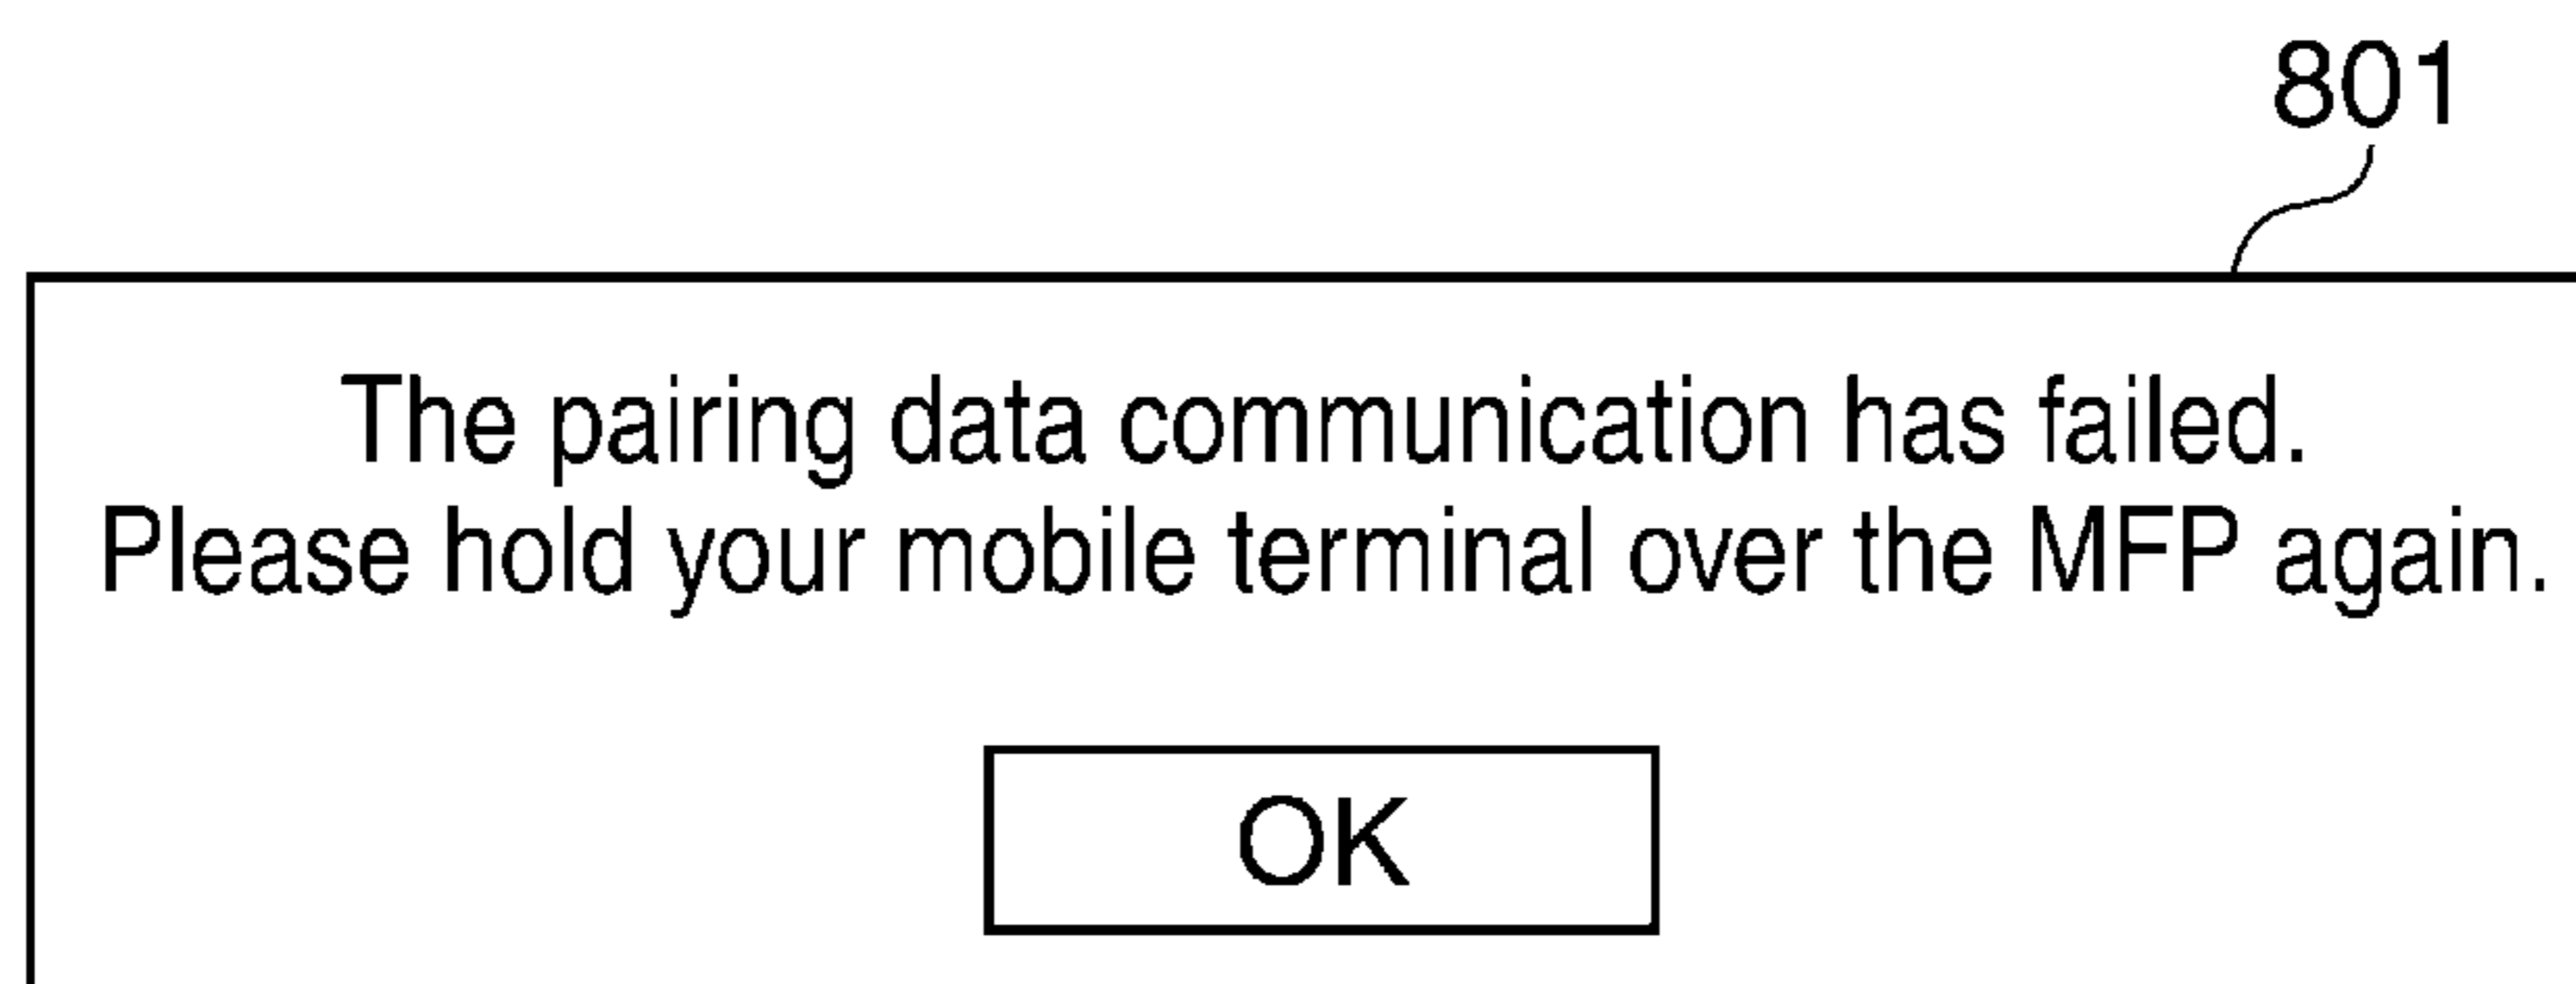 801
The pairing data communication has failed.
Please hold your mobile terminal over the MFP again.
OK